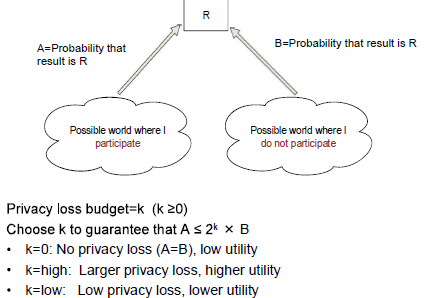 R
A=Probability that
result is R
B=Probability that result is R
Possible world where I
participate
Possible world where I
do not participate
Privacy loss budget=k (k ≥0)
Choose k to guarantee that A ≤ 2ᵏ × B
• k=0: No privacy loss (A=B), low utility
• k=high: Larger privacy loss, higher utility
• k=low: Low privacy loss, lower utility